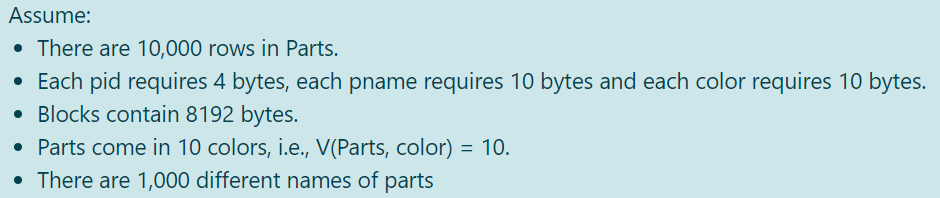 Assume:
• There are 10,000 rows in Parts.
• Each pid requires 4 bytes, each pname requires 10 bytes and each color requires 10 bytes.
• Blocks contain 8192 bytes.
• Parts come in 10 colors, i.e., V(Parts, color) = 10.
• There are 1,000 different names of parts